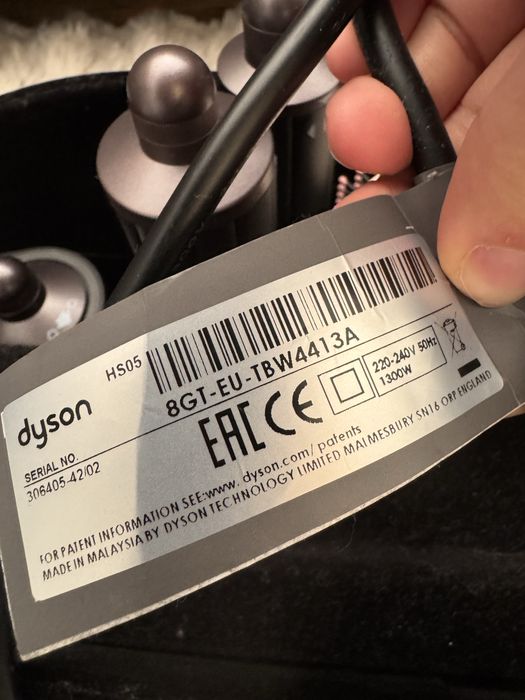 HS05
8GT-EU-TBW4413A
dyson
EAC CE
220-240V 50Hz
1300W
SERIAL NO.
306405-42/02
FOR PATENT INFORMATION SEE:www. dyson.com/ patents
MADE IN MALAYSIA BY DYSON TECHNOLOGY LIMITED MALMESBURY SN16 ORP ENGLAND